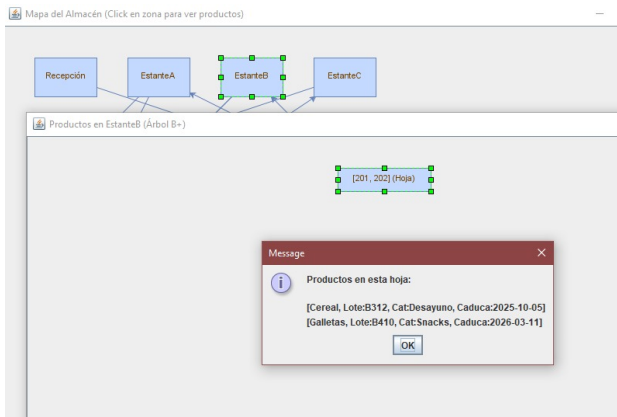 Mapa del Almacén (Click en zona para ver productos)
Recepción
EstanteA
EstanteB
EstanteC
Productos en EstanteB (Árbol B+)
[201, 202] (Hoja)
Message
Productos en esta hoja:
[Cereal, Lote:B312, Cat:Desayuno, Caduca:2025-10-05]
[Galletas, Lote:B410, Cat:Snacks, Caduca:2026-03-11]
OK